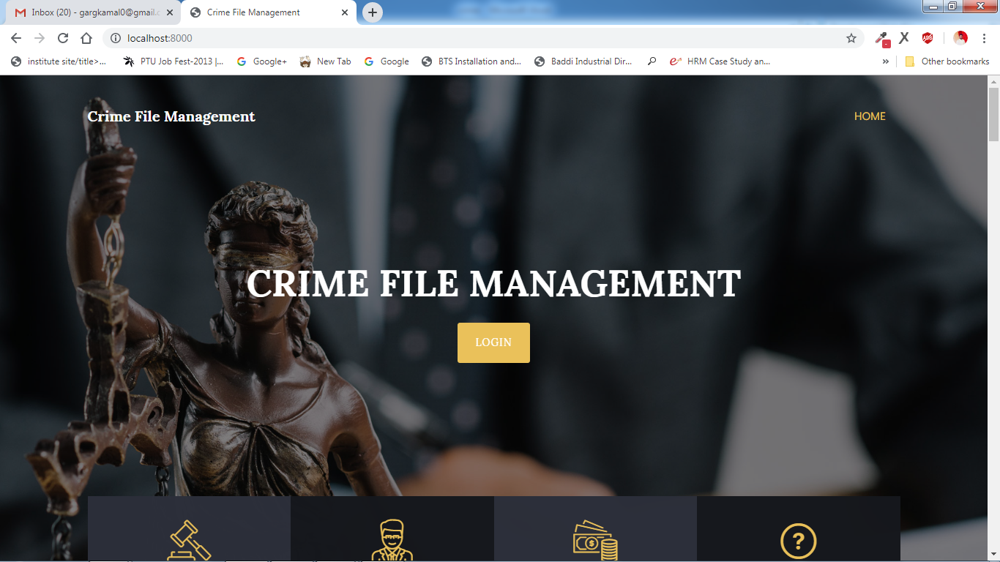 Inbox (20) - gargkamal0@gmail.c
Crime File Management
localhost:8000
institute site/title>...
PTU Job Fest-2013 |...
Google+
New Tab
Google
BTS Installation and...
Baddi Industrial Dir...
HRM Case Study an...
»
Other bookmarks
Crime File Management
HOME
CRIME FILE MANAGEMENT
LOGIN